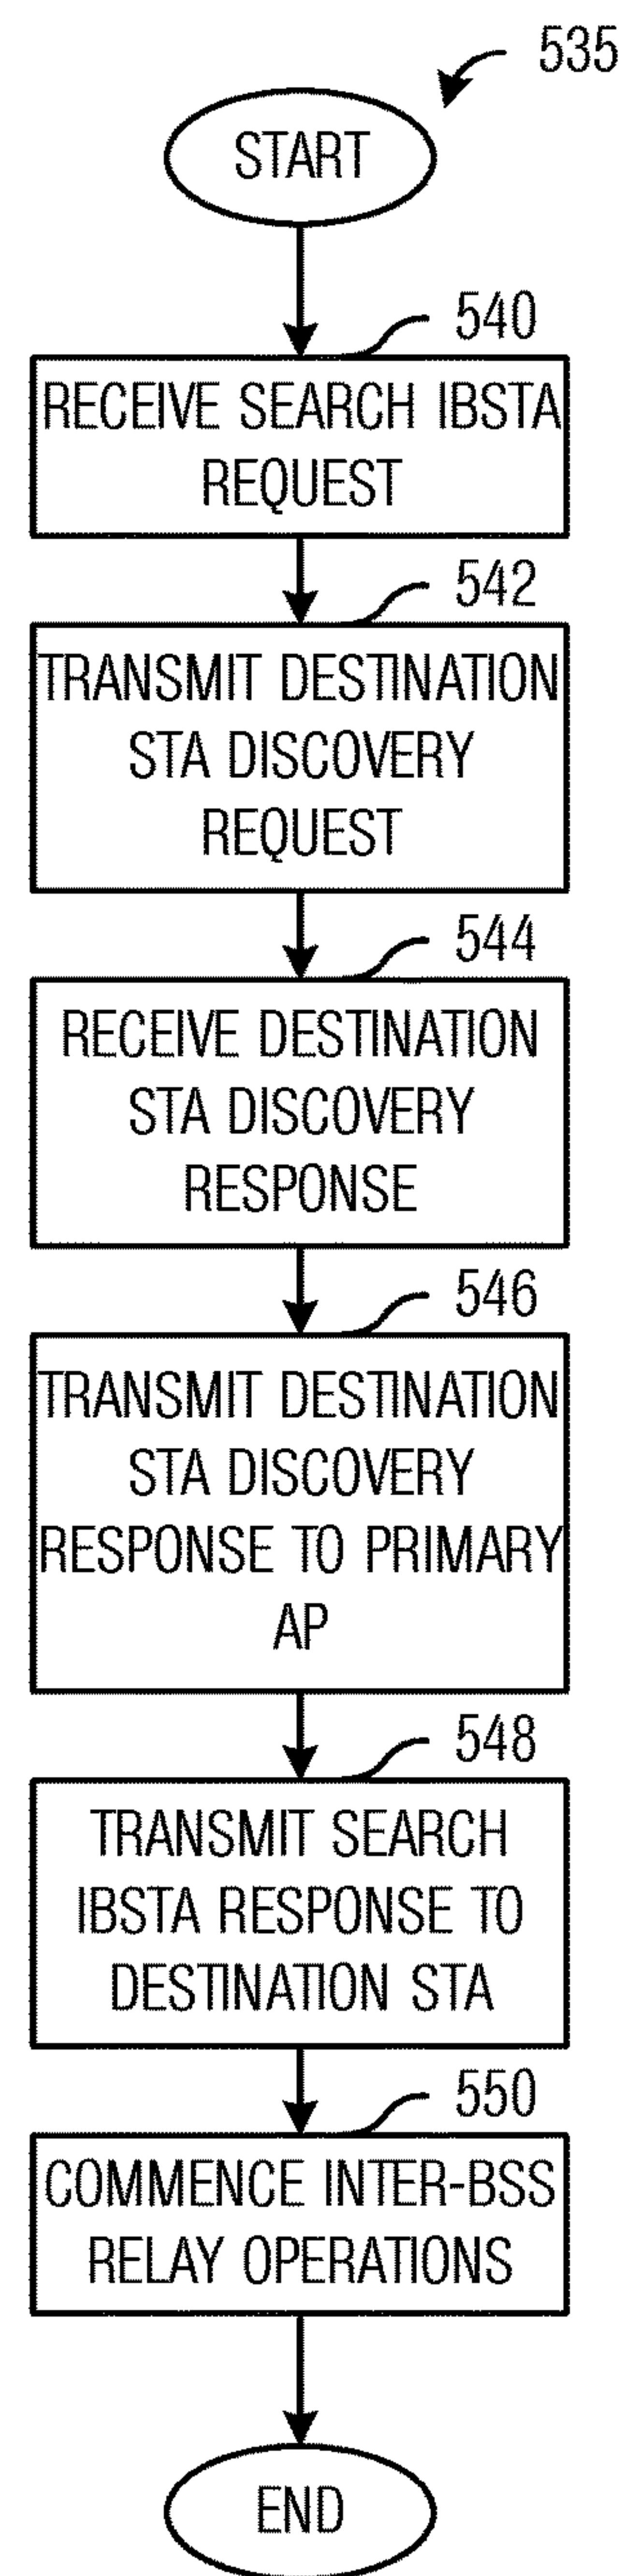 535
START
540
RECEIVE SEARCH IBSTA
REQUEST
542
TRANSMIT DESTINATION
STA DISCOVERY
REQUEST
544
RECEIVE DESTINATION
STA DISCOVERY
RESPONSE
546
TRANSMIT DESTINATION
STA DISCOVERY
RESPONSE TO PRIMARY
AP
548
TRANSMIT SEARCH
IBSTA RESPONSE TO
DESTINATION STA
550
COMMENCE INTER-BSS
RELAY OPERATIONS
END